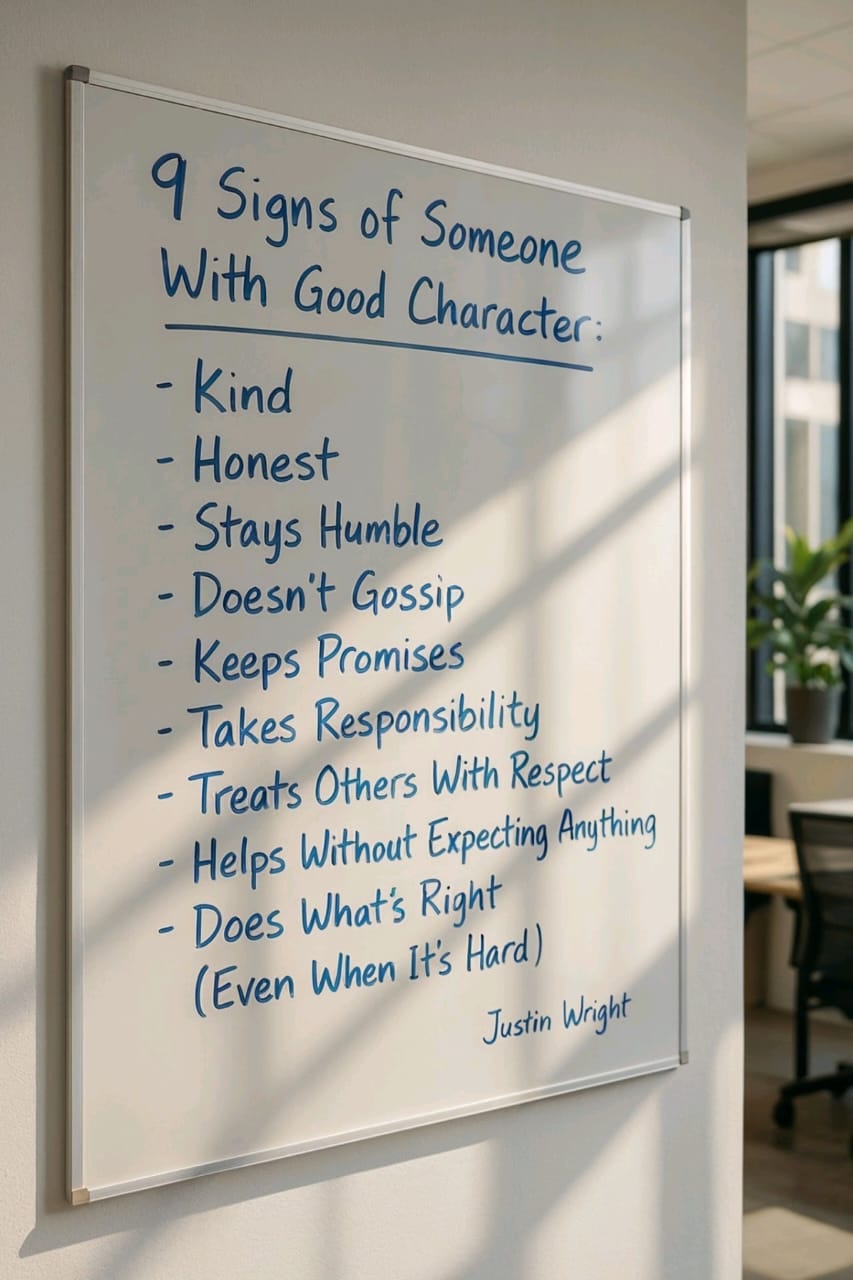 9 Signs of Someone
With Good Character:
- Kind
- Honest
- Stays Humble
- Doesn't Gossip
- Keeps Promises
- Takes Responsibility
- Treats Others With Respect
- Helps Without Expecting Anything
- Does What's Right
(Even When It's Hard)
Justin Wright